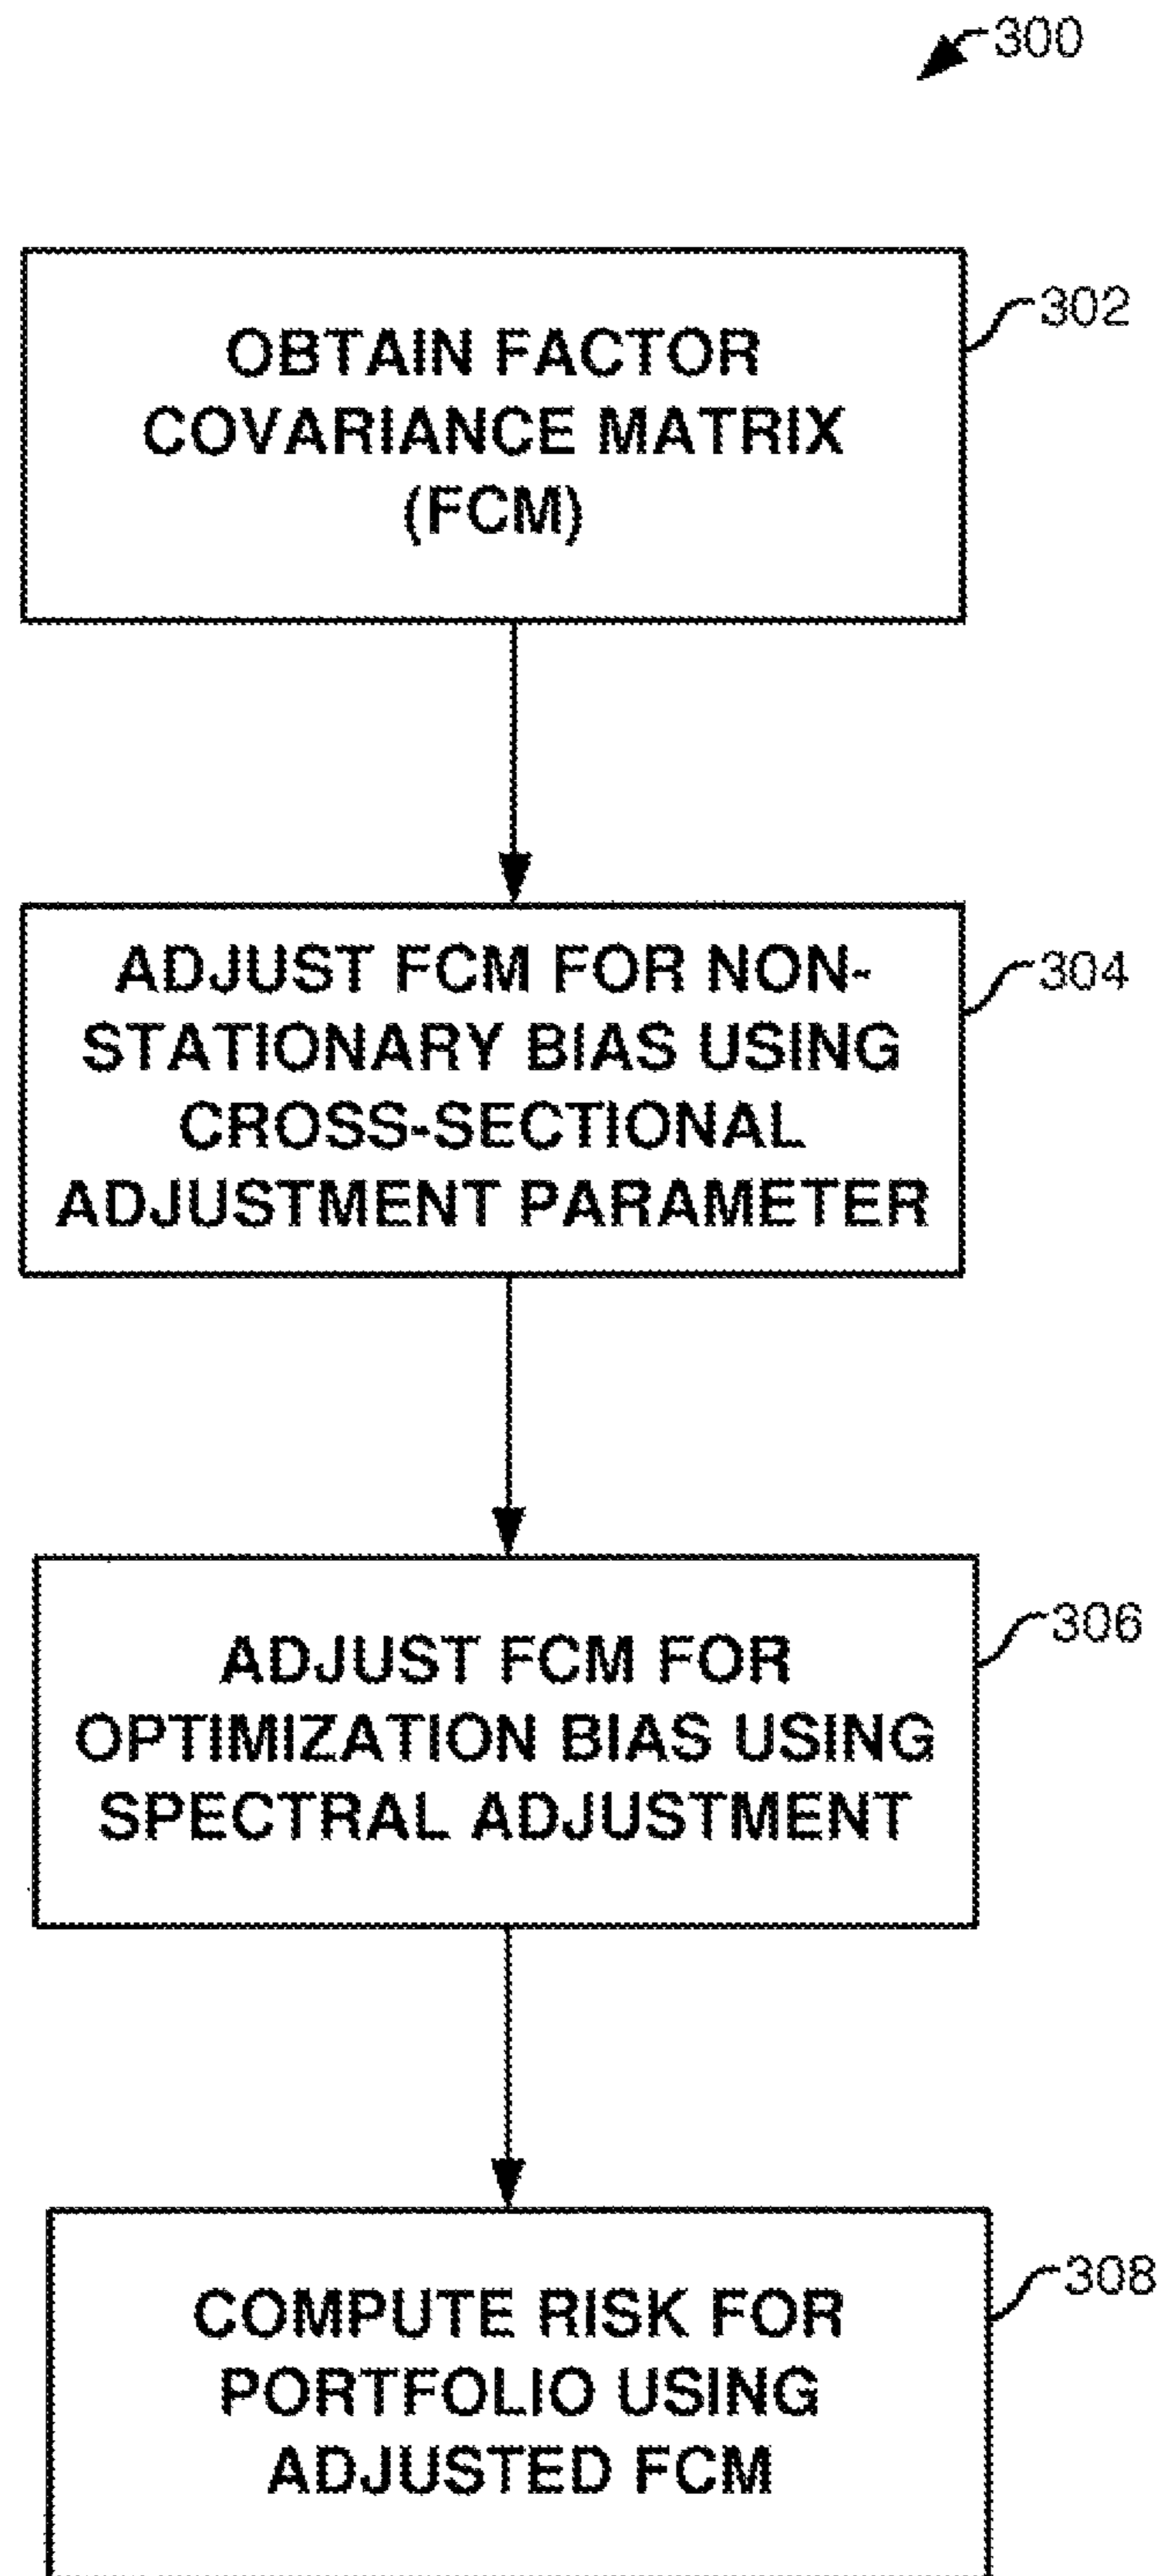 300
OBTAIN FACTOR
COVARIANCE MATRIX
(FCM)
302
ADJUST FCM FOR NON-
STATIONARY BIAS USING
CROSS-SECTIONAL
ADJUSTMENT PARAMETER
304
ADJUST FCM FOR
OPTIMIZATION BIAS USING
SPECTRAL ADJUSTMENT
306
COMPUTE RISK FOR
PORTFOLIO USING
ADJUSTED FCM
308